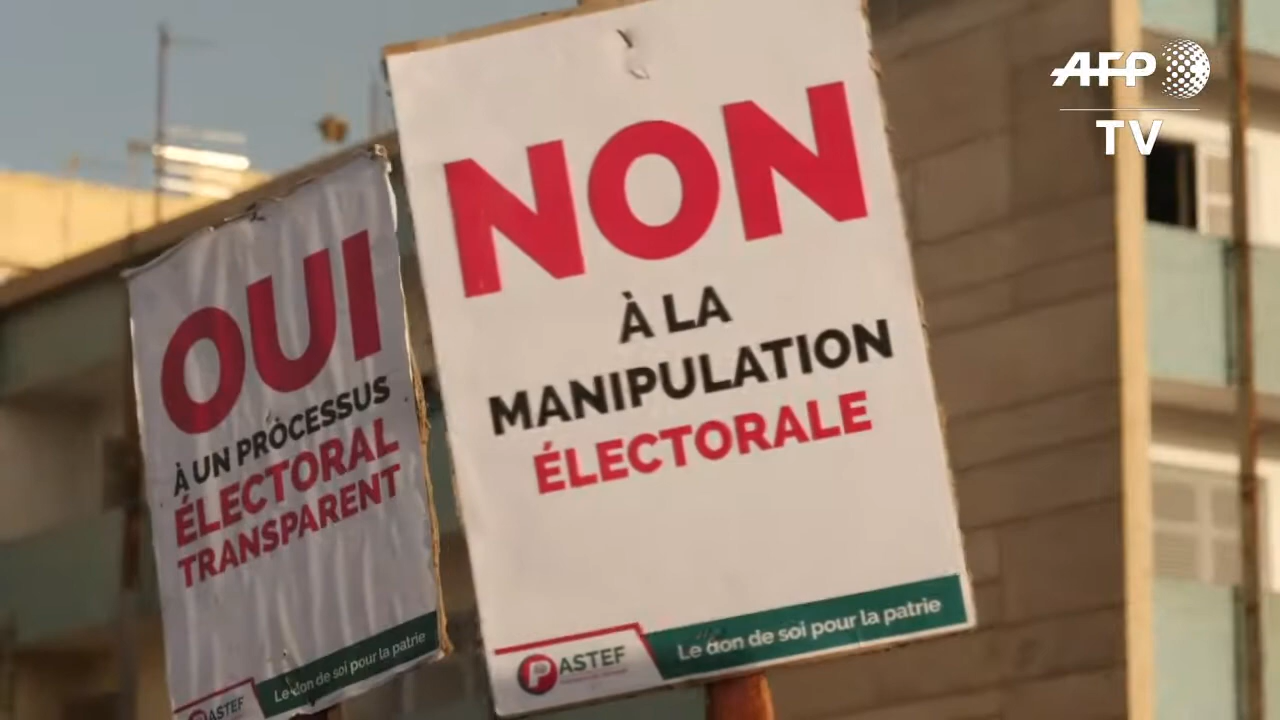 OUI
À UN PROCESSUS
ÉLECTORAL
TRANSPARENT
PASTEF
Le don de soi pour la patrie
NON
À LA
MANIPULATION
ÉLECTORALE
PASTEF
Le don de soi pour la patrie
AFP
TV